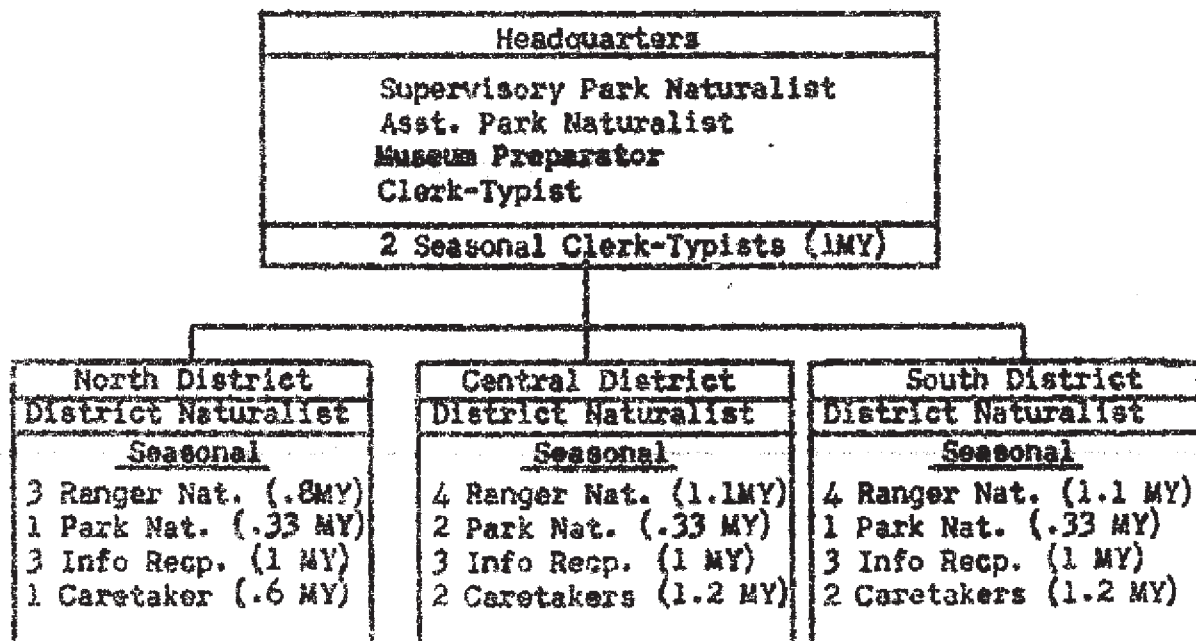 Headquarters
Supervisory Park Naturalist
Asst. Park Naturalist
Museum Preparator
Clerk-Typist
2 Seasonal Clerk-Typists (1MY)
North District
District Naturalist
Seasonal
3 Ranger Nat. (.8MY)
1 Park Nat. (.33 MY)
3 Info Recp. (1 MY)
1 Caretaker (.6 MY)
Central District
District Naturalist
Seasonal
4 Ranger Nat. (1.1MY)
2 Park Nat. (.33 MY)
3 Info Recp. (1 MY)
2 Caretakers (1.2 MY)
South District
District Naturalist
Seasonal
4 Ranger Nat. (1.1 MY)
1 Park Nat. (.33 MY)
3 Info Recp. (1 MY)
2 Caretakers (1.2 MY)